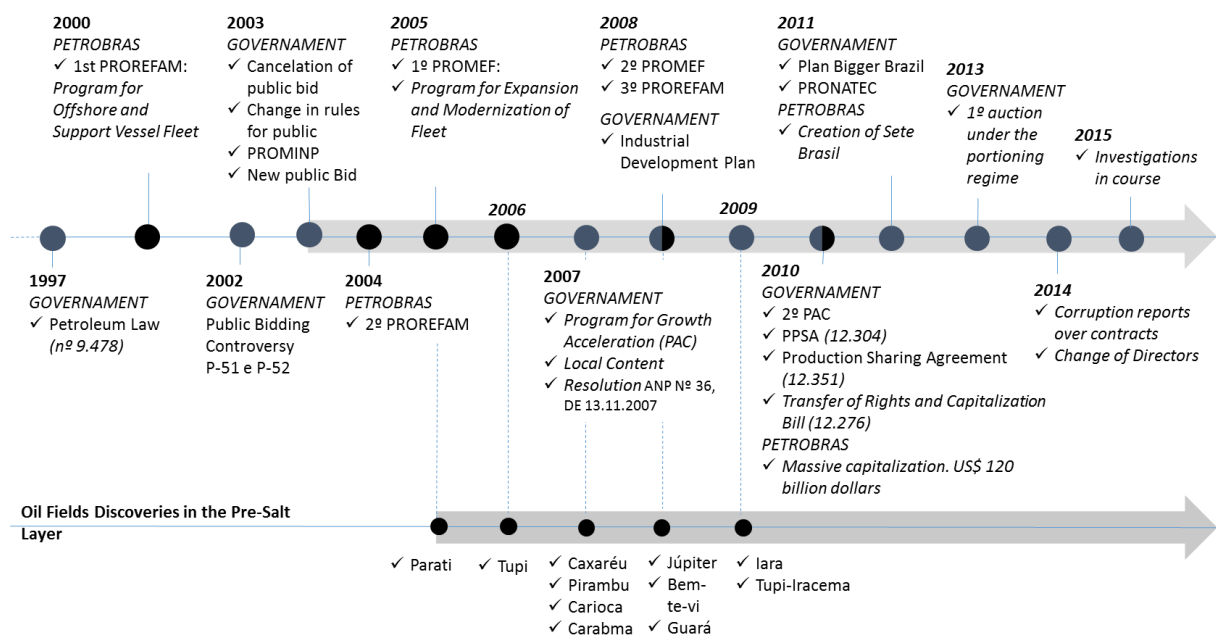 2000
PETROBRAS
✓ 1st PROREFAM:
Program for
Offshore and
Support Vessel Fleet
2003
GOVERNAMENT
✓ Cancelation of
public bid
✓ Change in rules
for public
✓ PROMINP
✓ New public Bid
2005
PETROBRAS
✓ 1º PROMEF:
✓ Program for Expansion
and Modernization of
Fleet
2008
PETROBRAS
✓ 2º PROMEF
✓ 3º PROREFAM
GOVERNAMENT
✓ Industrial
Development Plan
2011
GOVERNAMENT
✓ Plan Bigger Brazil
✓ PRONATEC
PETROBRAS
✓ Creation of Sete
Brasil
2013
GOVERNAMENT
✓ 1º auction
under the
portioning
regime
2015
✓ Investigations
in course
2006
2009
1997
GOVERNAMENT
✓ Petroleum Law
(nº 9.478)
2002
GOVERNAMENT
Public Bidding
Controversy
P-51 e P-52
2004
PETROBRAS
✓ 2º PROREFAM
2007
GOVERNAMENT
✓ Program for Growth
Acceleration (PAC)
✓ Local Content
✓ Resolution ANP Nº 36,
DE 13.11.2007
2010
GOVERNAMENT
✓ 2º PAC
✓ PPSA (12.304)
✓ Production Sharing Agreement
(12.351)
✓ Transfer of Rights and Capitalization
Bill (12.276)
PETROBRAS
✓ Massive capitalization. US$ 120
billion dollars
2014
✓ Corruption reports
over contracts
✓ Change of Directors
Oil Fields Discoveries in the Pre-Salt
Layer
✓ Parati
✓ Tupi
✓ Caxaréu
✓ Pirambu
✓ Carioca
✓ Carabma
✓ Júpiter
✓ Bem-
te-vi
✓ Guará
✓ Iara
✓ Tupi-Iracema